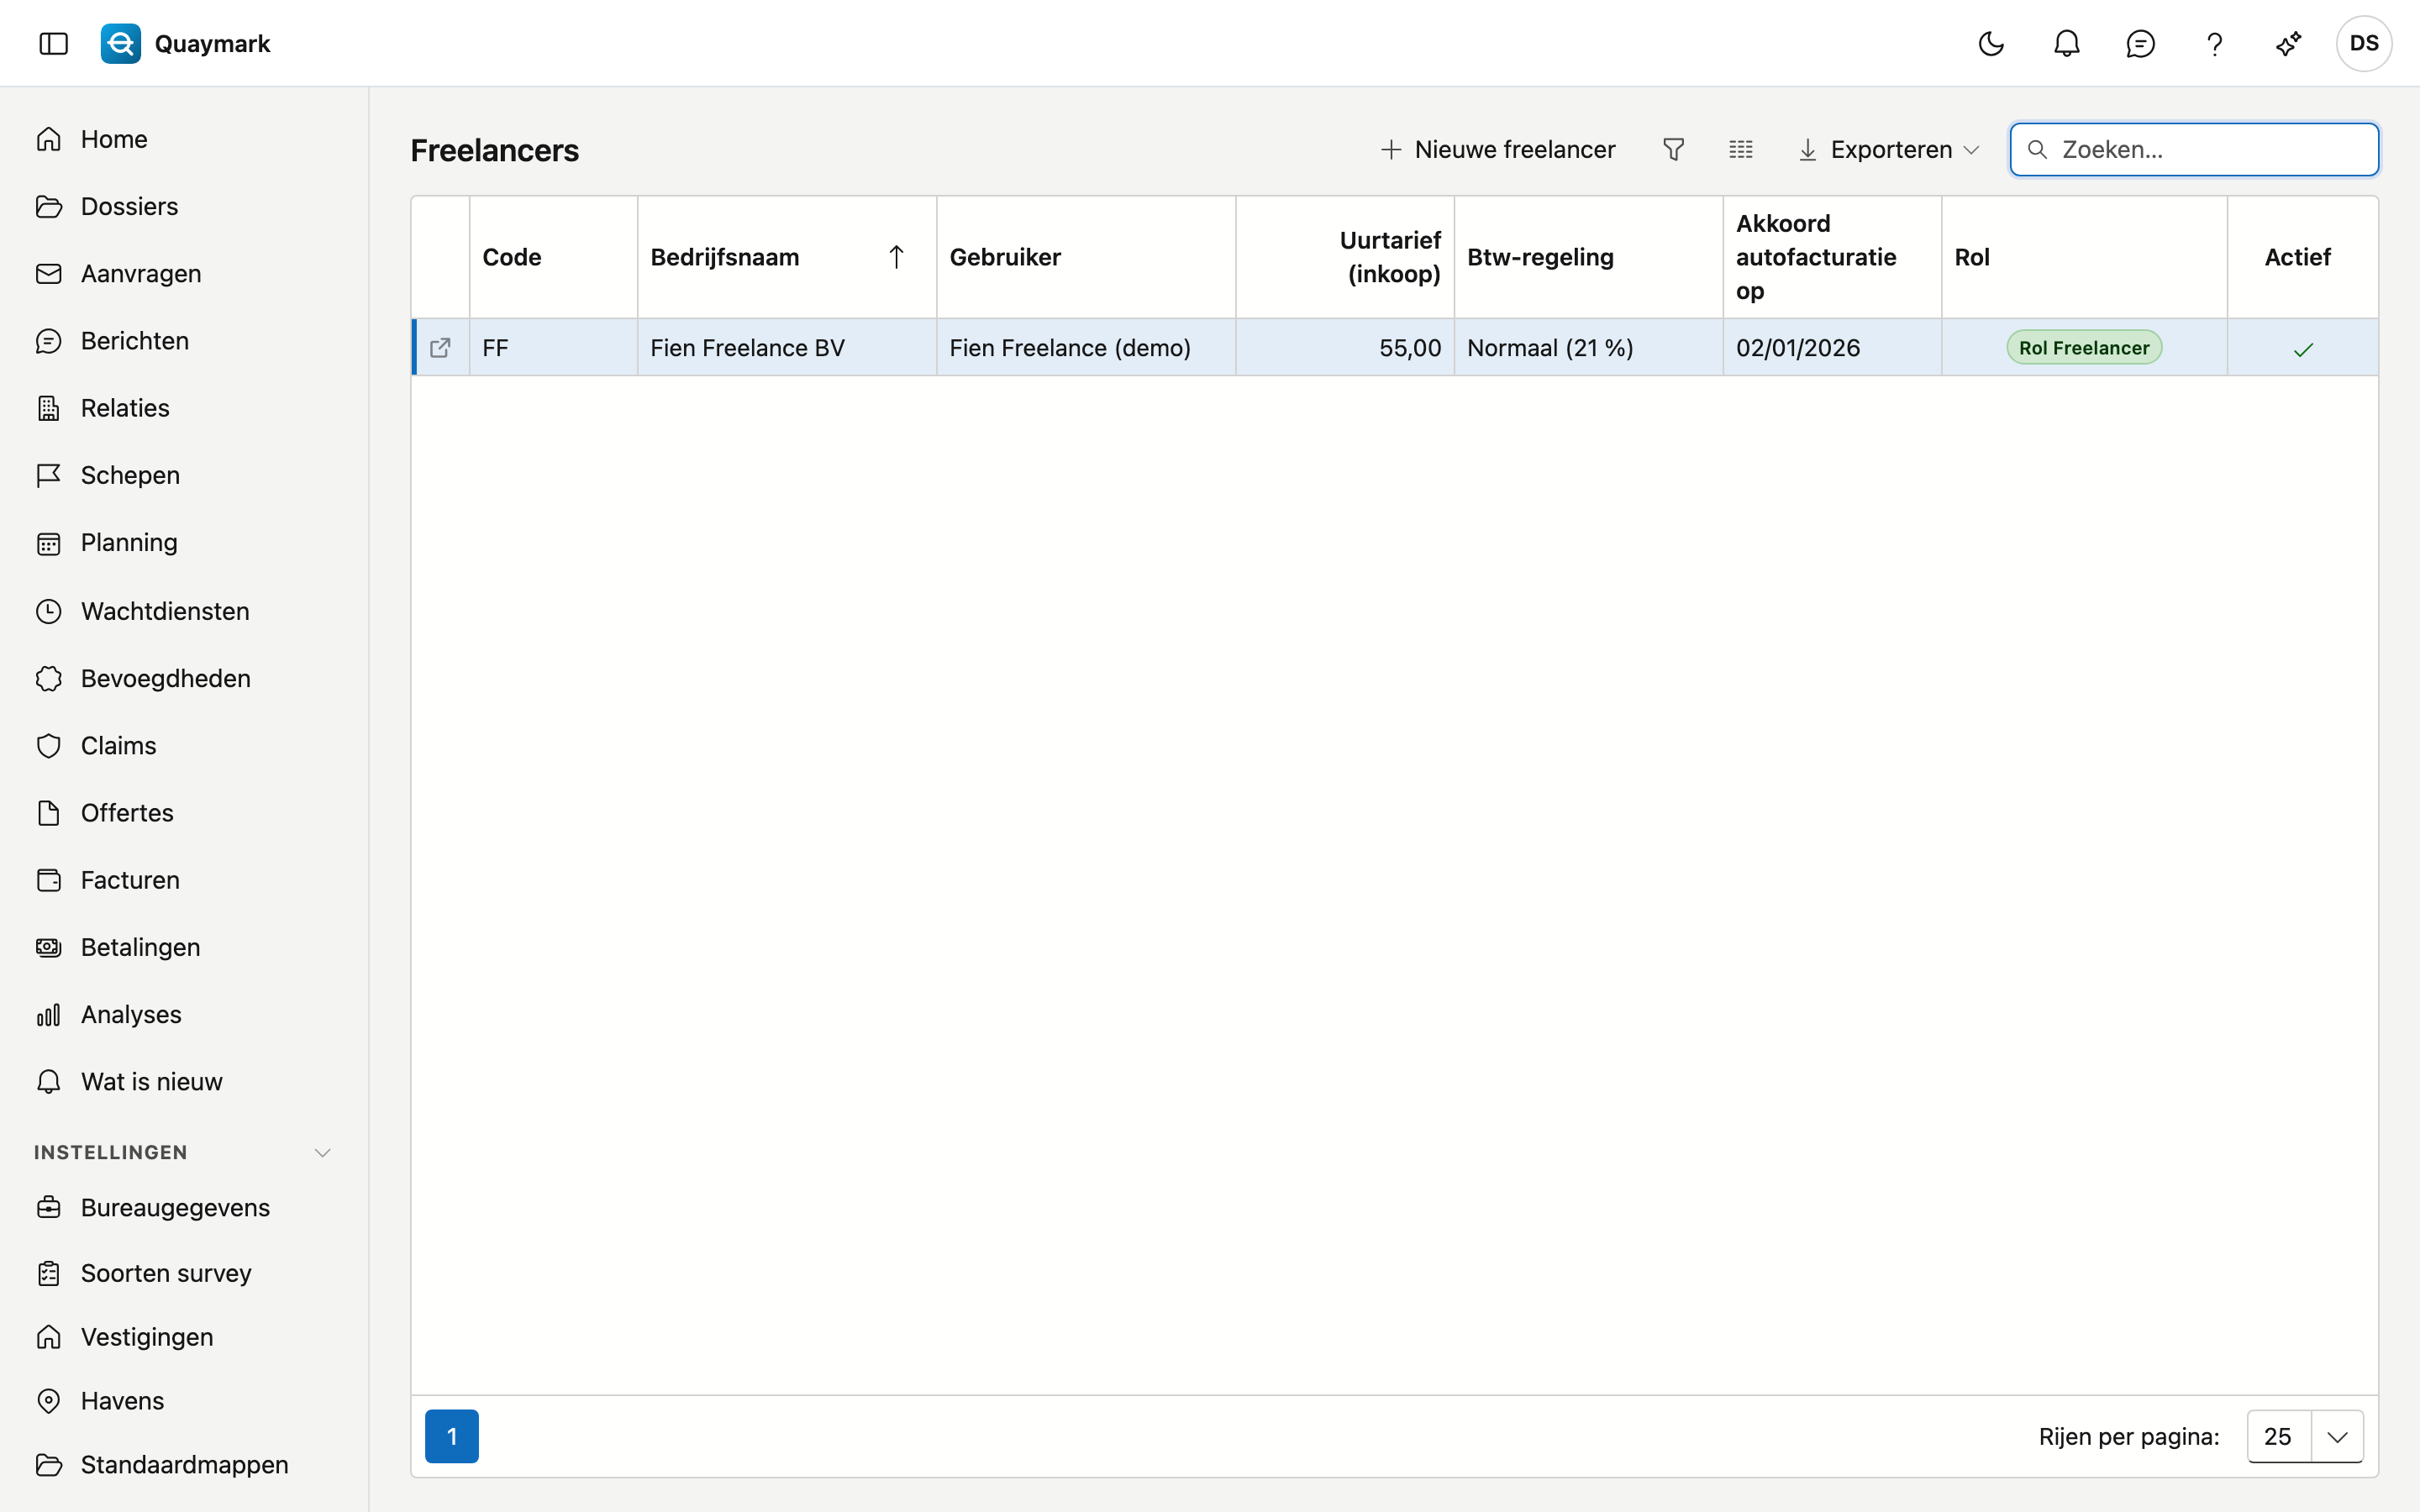 Quaymark
DS
Home
Dossiers
Aanvragen
Berichten
Relaties
Schepen
Planning
Wachtdiensten
Bevoegdheden
Claims
Offertes
Facturen
Betalingen
Analyses
Wat is nieuw
INSTELLINGEN
Bureaugegevens
Soorten survey
Vestigingen
Havens
Standaardmappen
Freelancers
Nieuwe freelancer
Exporteren
Zoeken...
Code
Bedrijfsnaam
Gebruiker
Uurtarief
(inkoop)
Btw-regeling
Akkoord
autofacturatie
op
Rol
Actief
FF
Fien Freelance BV
Fien Freelance (demo)
55,00
Normaal (21 %)
02/01/2026
Rol Freelancer
1
Rijen per pagina:
25